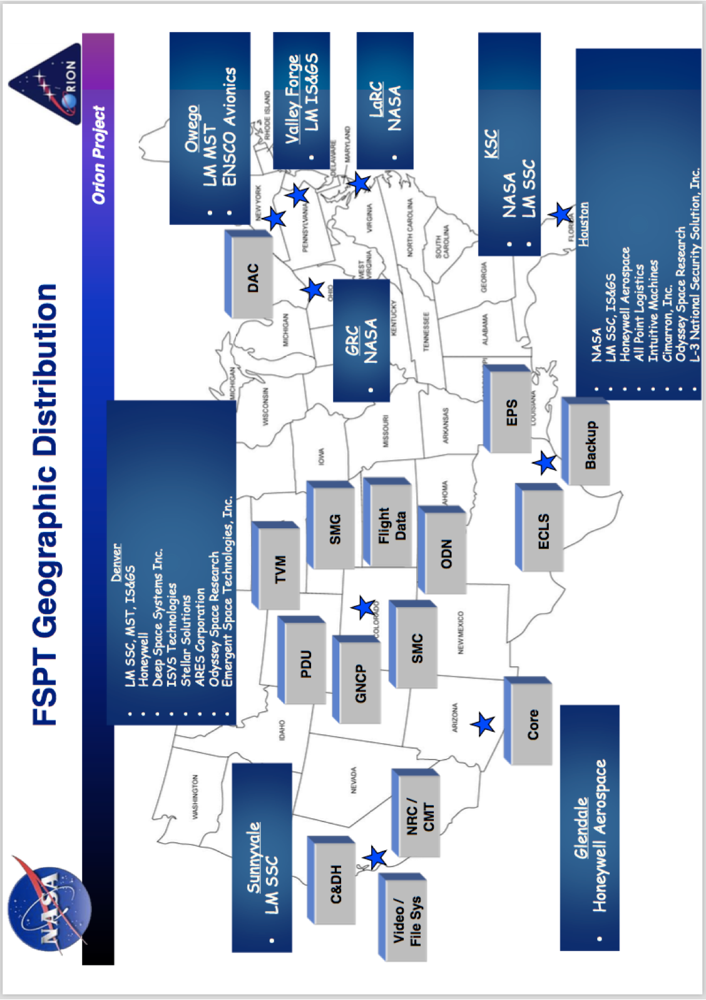 FSPT Geographic Distribution
NASA
ORION
Orion Project
Denver
• LM SSC, MST, IS&GS
• Honeywell
• Deep Space Systems Inc.
• ISYS Technologies
• Stellar Solutions
• ARES Corporation
• Odyssey Space Research
• Emergent Space Technologies, Inc.
Owego
• LM MST
• ENSCO Avionics
Valley Forge
• LM IS&GS
LaRC
• NASA
KSC
• NASA
• LM SSC
Houston
• NASA
• LM SSC, IS&GS
• Honeywell Aerospace
• All Point Logistics
• Intuitive Machines
• Cimarron, Inc.
• Odyssey Space Research
• L-3 National Security Solution, Inc.
GRC
• NASA
Sunnyvale
• LM SSC
Glendale
• Honeywell Aerospace
DAC
TVM
SMG
Flight
Data
ODN
PDU
GNCP
SMC
EPS
Backup
ECLS
Core
C&DH
NRC /
CMT
Video /
File Sys
WASHINGTON
IDAHO
NEVADA
ARIZONA
COLORADO
NEW MEXICO
AHOMA
IOWA
WISCONSIN
MICHIGAN
MICHIGAN
MISSOURI
ARKANSAS
LOUISIANA
OHIO
KENTUCKY
TENNESSEE
ALABAMA
GEORGIA
FLORIDA
SOUTH
CAROLINA
NORTH CAROLINA
WEST
VIRGINIA
VIRGINIA
PENNSYLVANIA
NEW YORK
RHODE ISLAND
DELAWARE
MARYLAND